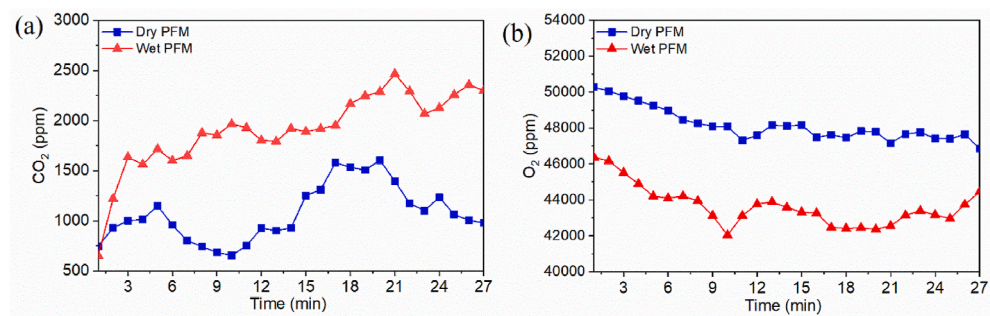 (a)
3000
2500
2000
1500
1000
500
CO2 (ppm)
Dry PFM
Wet PFM
3 6 9 12 15 18 21 24 27
Time (min)
(b)
54000
52000
50000
48000
46000
44000
42000
40000
O2 (ppm)
Dry PFM
Wet PFM
3 6 9 12 15 18 21 24 27
Time (min)